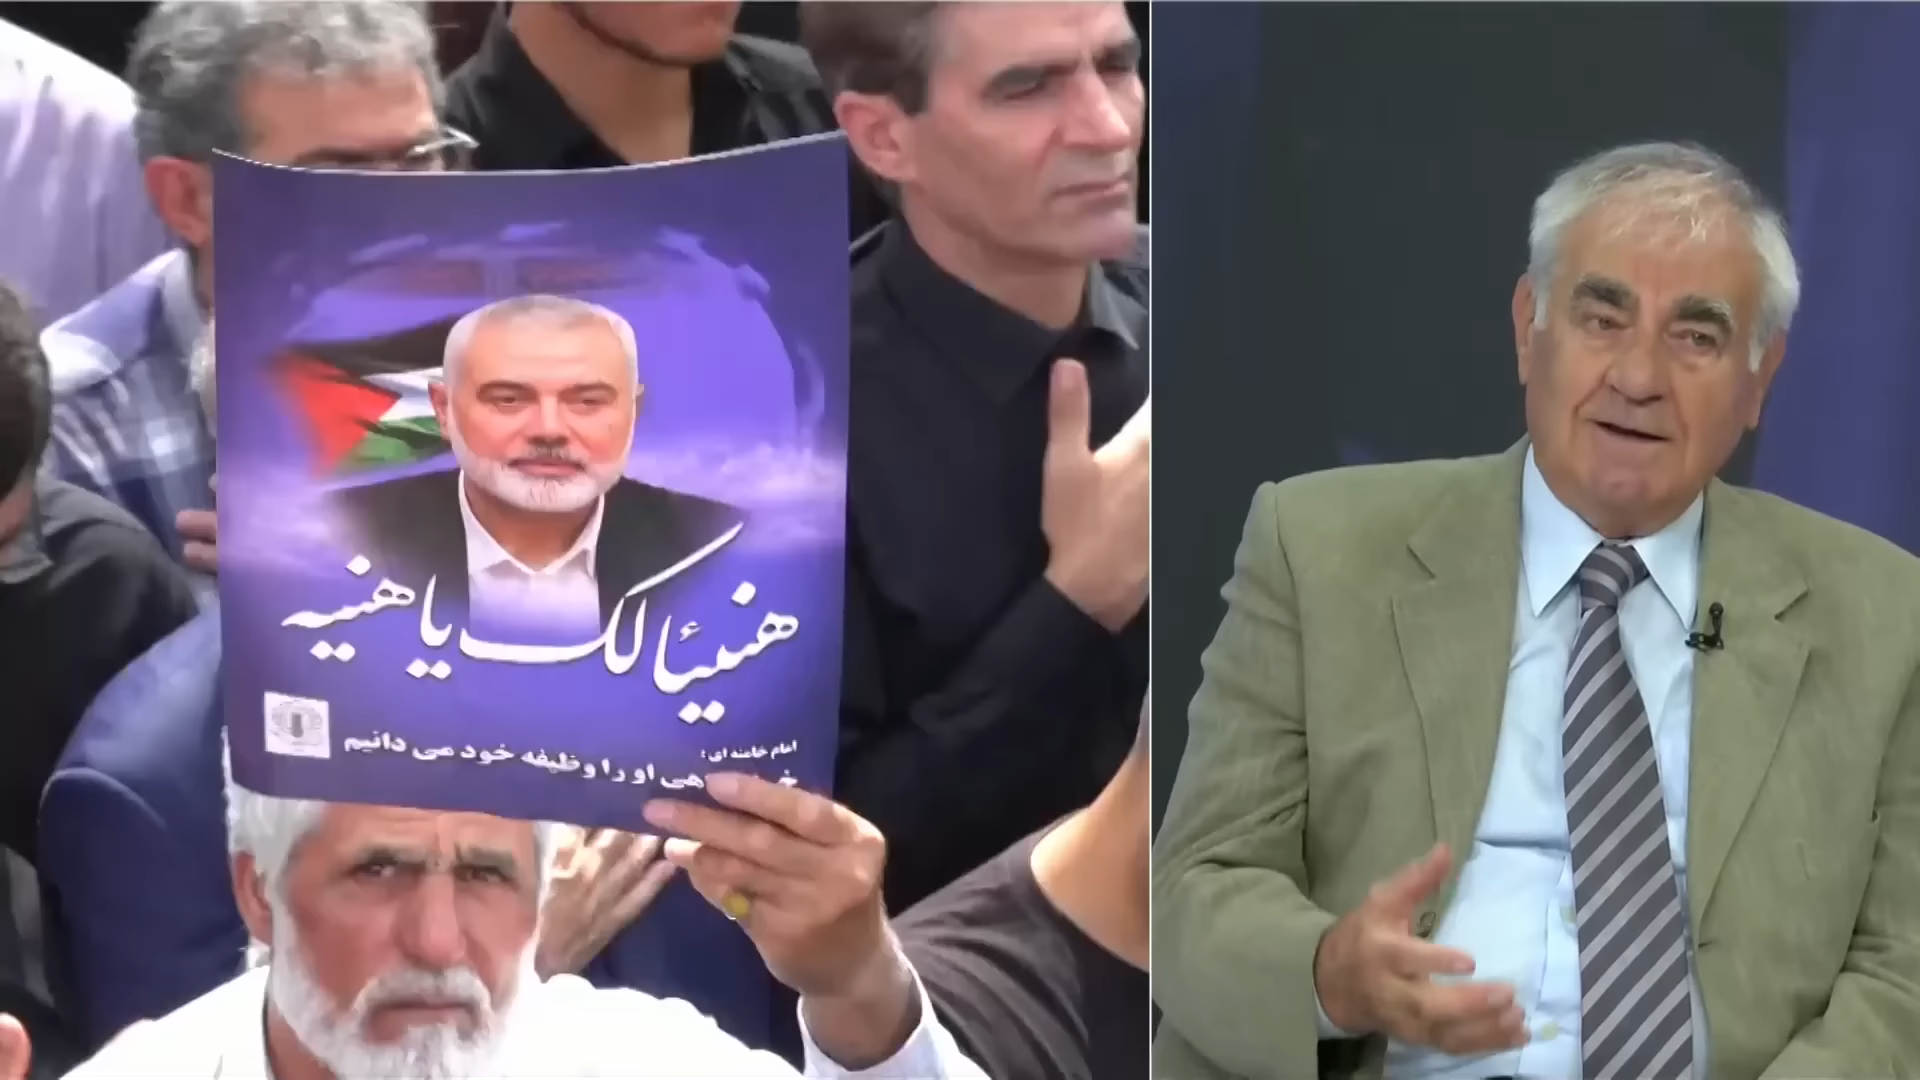 هنیئا لک یا هنیه
امام خامنه ای:
او را وظیفه خود می دانیم